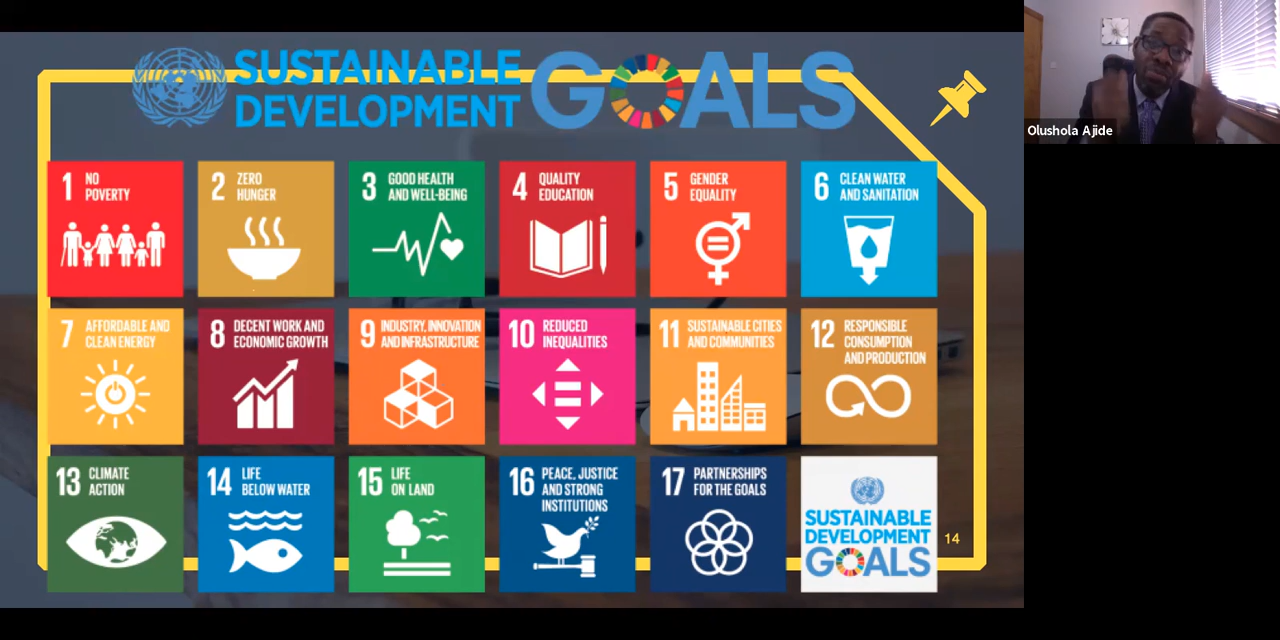 SUSTAINABLE
DEVELOPMENT
GOALS
Olushola Ajide
1 NO
POVERTY
2 ZERO
HUNGER
3 GOOD HEALTH
AND WELL-BEING
4 QUALITY
EDUCATION
5 GENDER
EQUALITY
6 CLEAN WATER
AND SANITATION
7 AFFORDABLE AND
CLEAN ENERGY
8 DECENT WORK AND
ECONOMIC GROWTH
9 INDUSTRY, INNOVATION
AND INFRASTRUCTURE
10 REDUCED
INEQUALITIES
11 SUSTAINABLE CITIES
AND COMMUNITIES
12 RESPONSIBLE
CONSUMPTION
AND PRODUCTION
13 CLIMATE
ACTION
14 LIFE
BELOW WATER
15 LIFE
ON LAND
16 PEACE, JUSTICE
AND STRONG
INSTITUTIONS
17 PARTNERSHIPS
FOR THE GOALS
SUSTAINABLE
DEVELOPMENT
GOALS
14